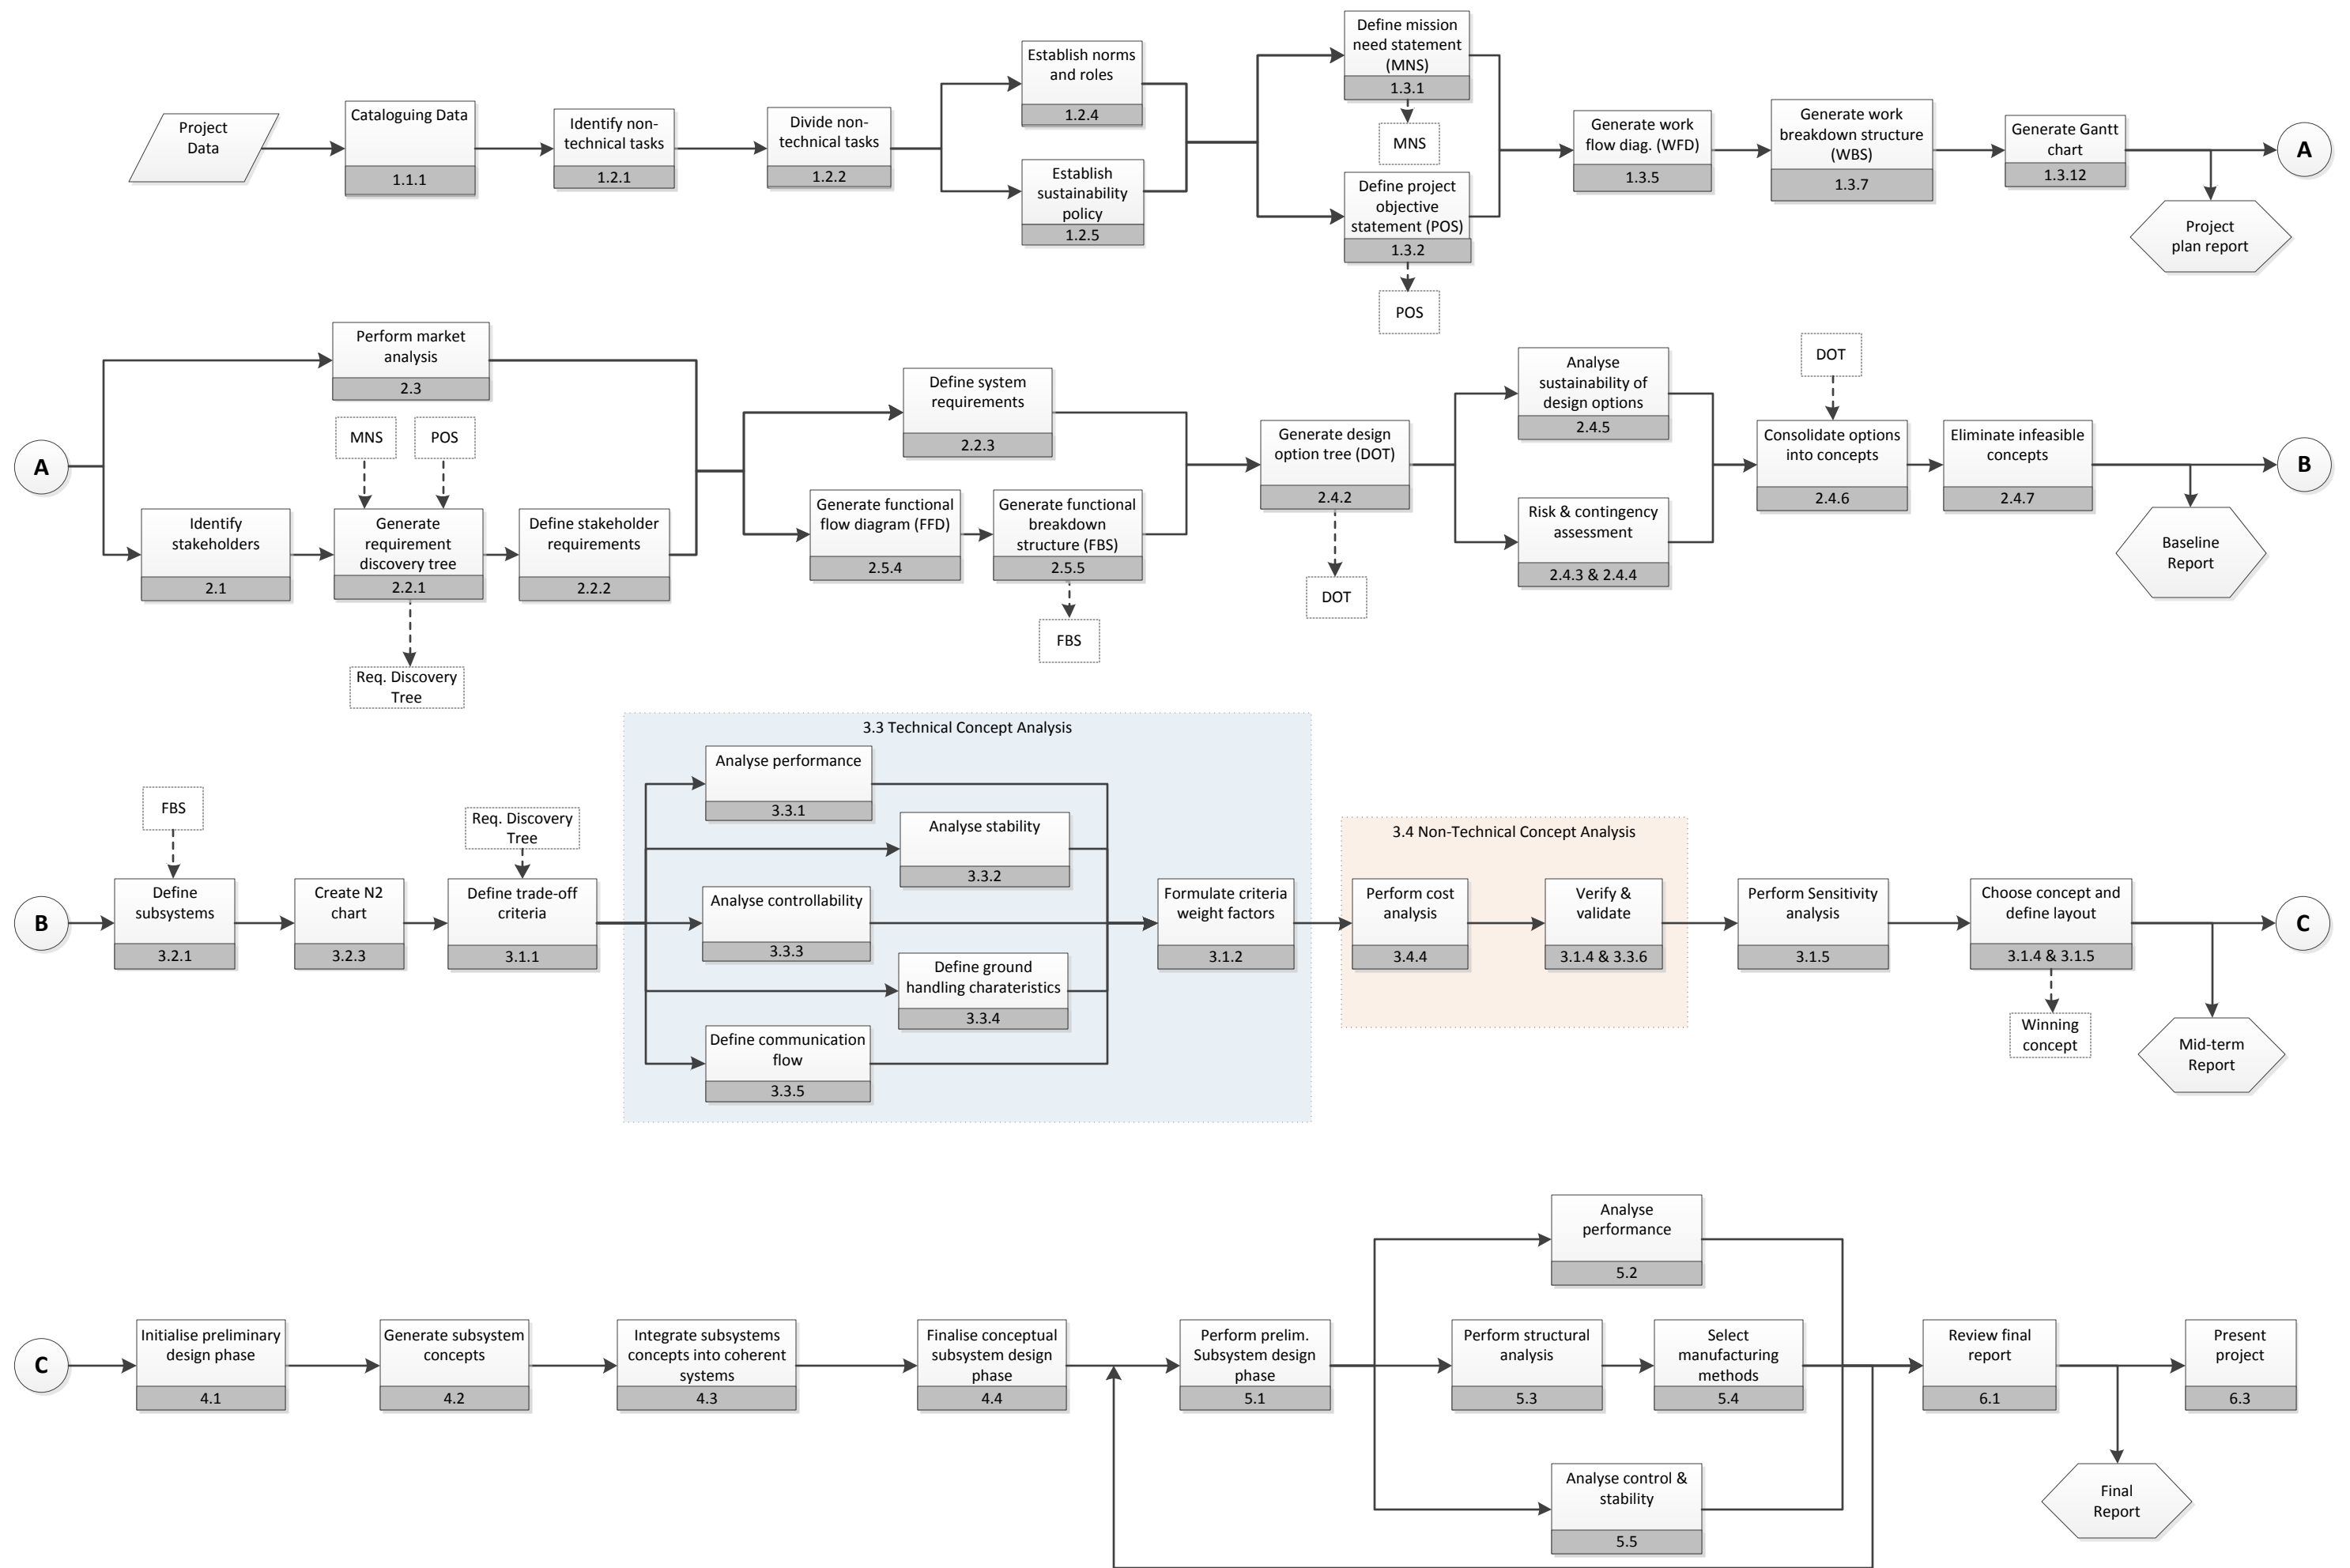 Project
Data
Cataloguing Data
1.1.1
Identify non-
technical tasks
1.2.1
Divide non-
technical tasks
1.2.2
Establish norms
and roles
1.2.4
Establish
sustainability
policy
1.2.5
Define mission
need statement
(MNS)
1.3.1
MNS
Define project
objective
statement (POS)
1.3.2
POS
Generate work
flow diag. (WFD)
1.3.5
Generate work
breakdown structure
(WBS)
1.3.7
Generate Gantt
chart
1.3.12
A
Project
plan report
A
Perform market
analysis
2.3
MNS
POS
Identify
stakeholders
2.1
Generate
requirement
discovery tree
2.2.1
Req. Discovery
Tree
Define stakeholder
requirements
2.2.2
Define system
requirements
2.2.3
Generate functional
flow diagram (FFD)
2.5.4
Generate functional
breakdown
structure (FBS)
2.5.5
FBS
Generate design
option tree (DOT)
2.4.2
DOT
Analyse
sustainability of
design options
2.4.5
Risk & contingency
assessment
2.4.3 & 2.4.4
DOT
Consolidate options
into concepts
2.4.6
Eliminate infeasible
concepts
2.4.7
B
Baseline
Report
B
FBS
Define
subsystems
3.2.1
Create N2
chart
3.2.3
Req. Discovery
Tree
Define trade-off
criteria
3.1.1
3.3 Technical Concept Analysis
Analyse performance
3.3.1
Analyse stability
3.3.2
Analyse controllability
3.3.3
Define ground
handling charateristics
3.3.4
Define communication
flow
3.3.5
Formulate criteria
weight factors
3.1.2
3.4 Non-Technical Concept Analysis
Perform cost
analysis
3.4.4
Verify &
validate
3.1.4 & 3.3.6
Perform Sensitivity
analysis
3.1.5
Choose concept and
define layout
3.1.4 & 3.1.5
Winning
concept
C
Mid-term
Report
C
Initialise preliminary
design phase
4.1
Generate subsystem
concepts
4.2
Integrate subsystems
concepts into coherent
systems
4.3
Finalise conceptual
subsystem design
phase
4.4
Perform prelim.
Subsystem design
phase
5.1
Analyse
performance
5.2
Perform structural
analysis
5.3
Select
manufacturing
methods
5.4
Analyse control &
stability
5.5
Review final
report
6.1
Final
Report
Present
project
6.3